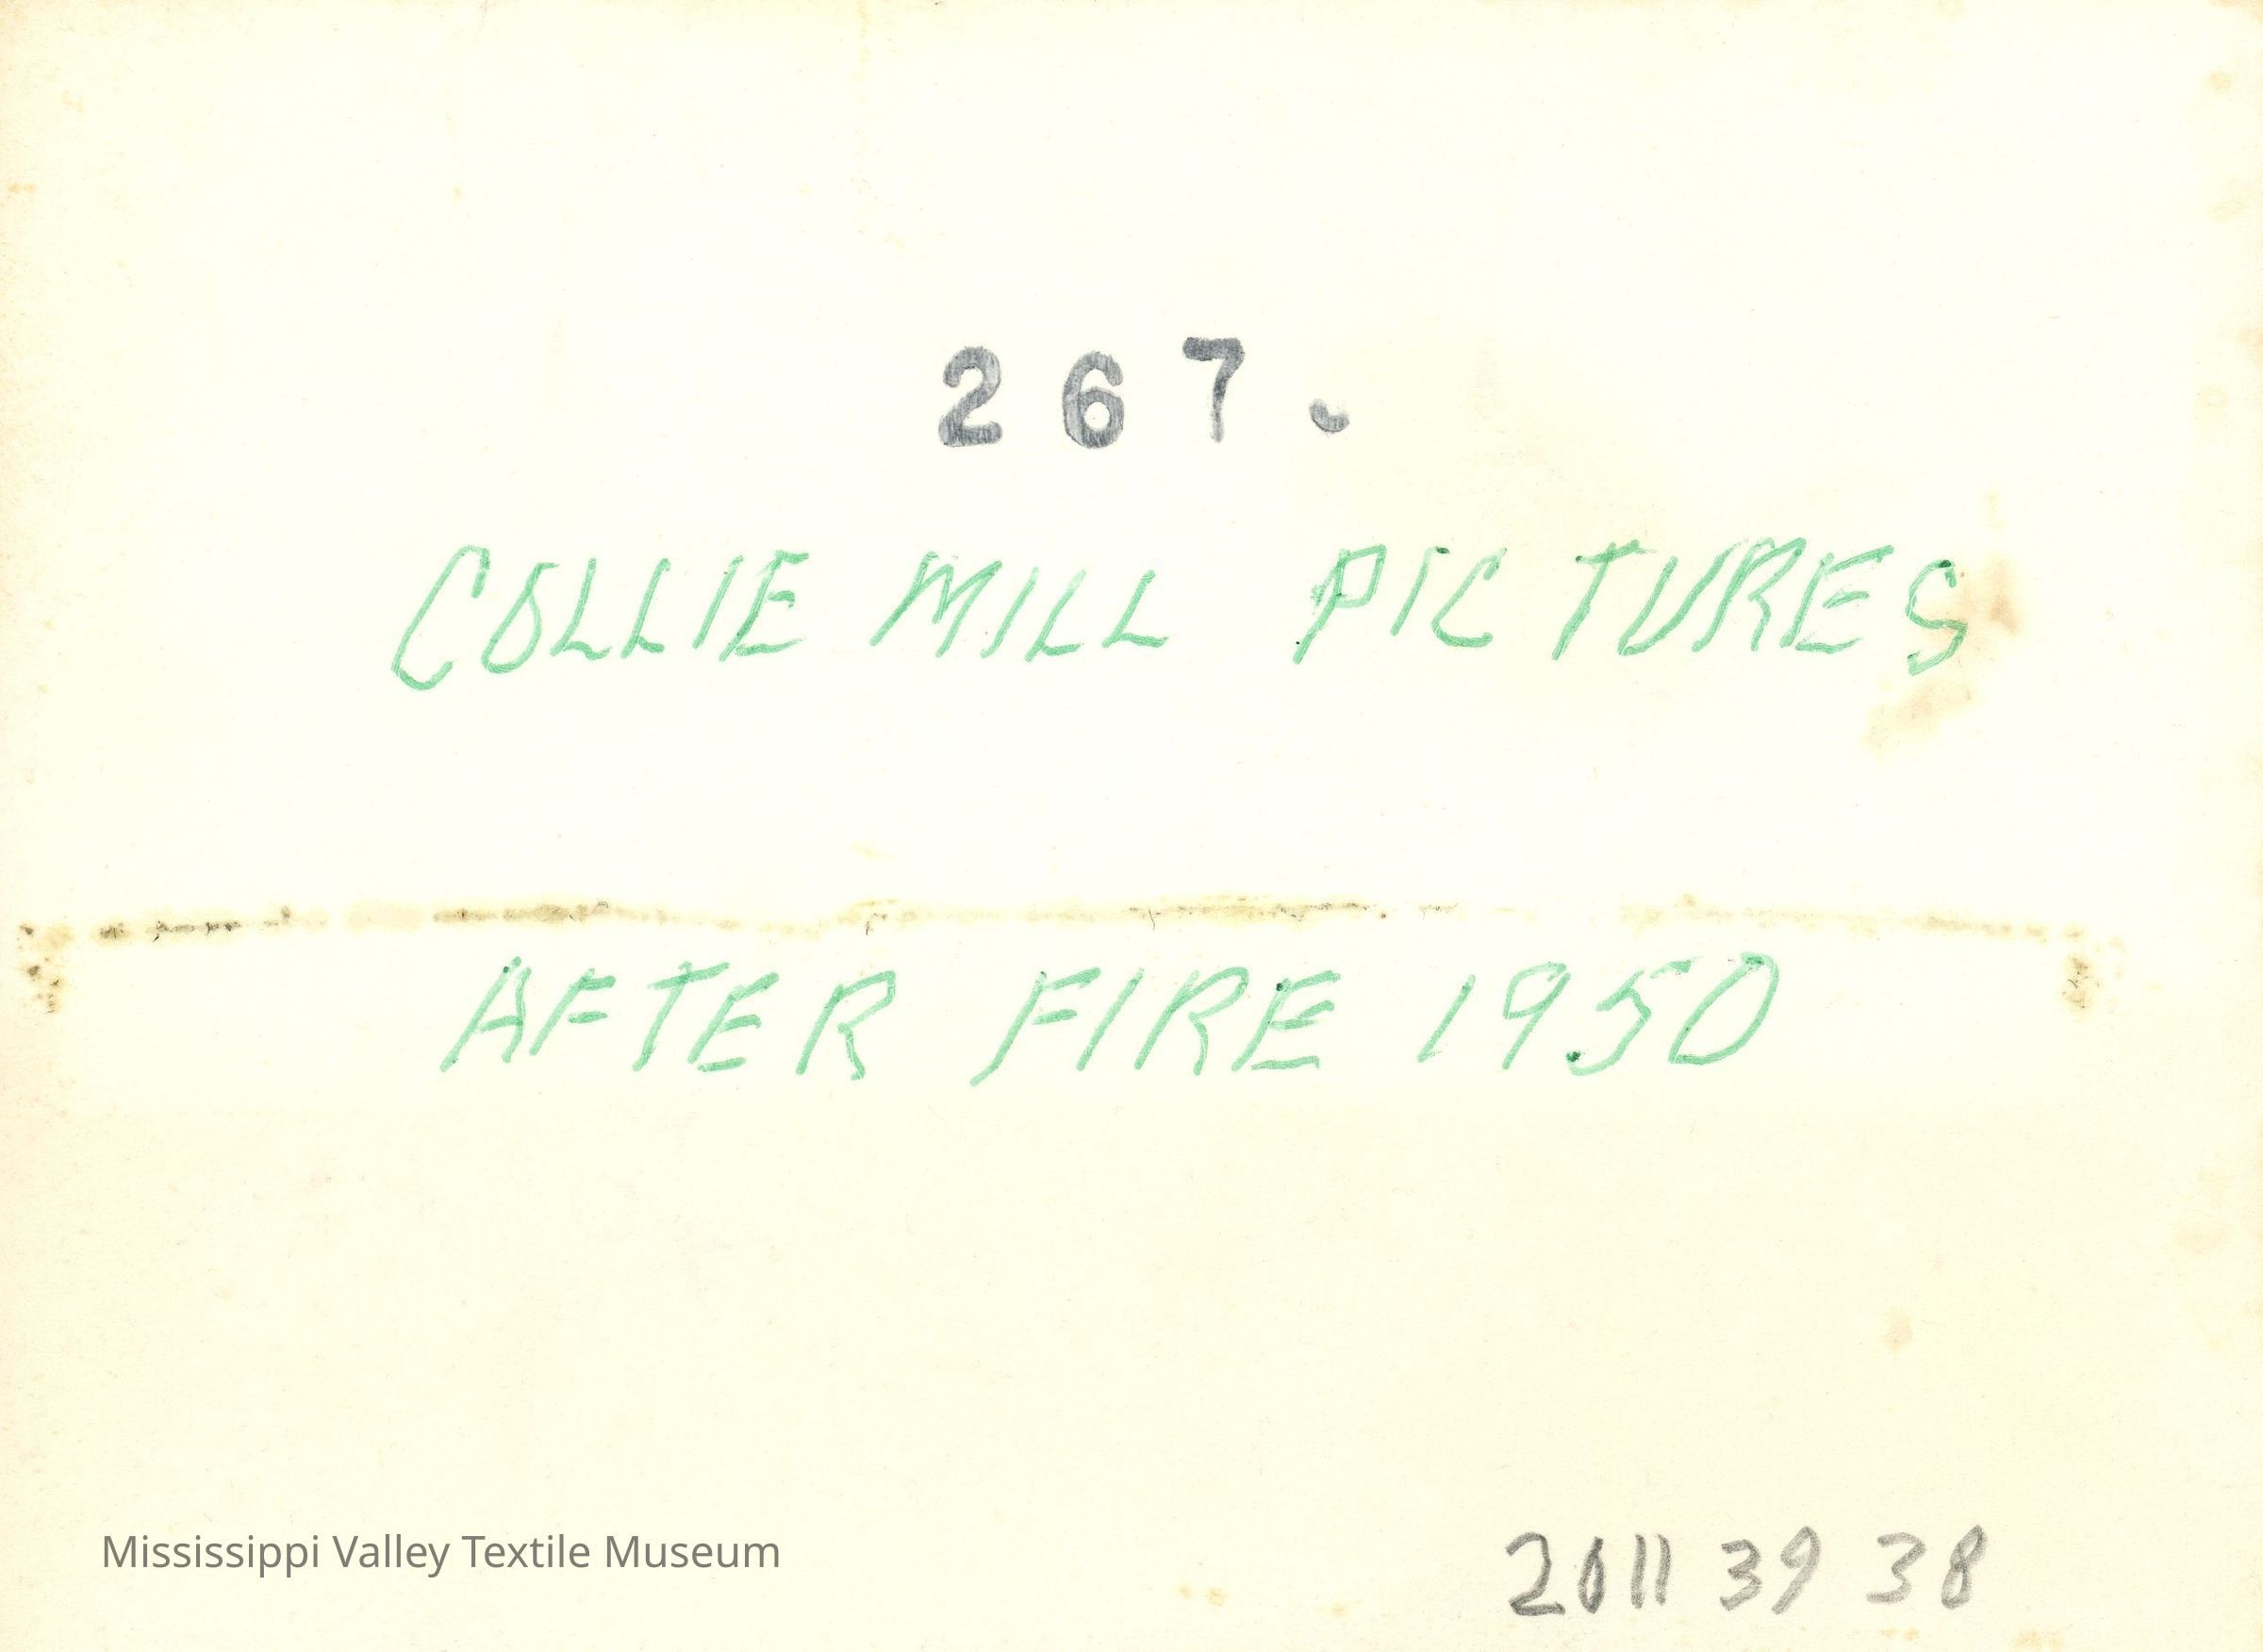 267.
COLLIE MILL PICTURES
AFTER FIRE 1950
Mississippi Valley Textile Museum
2011 39 38